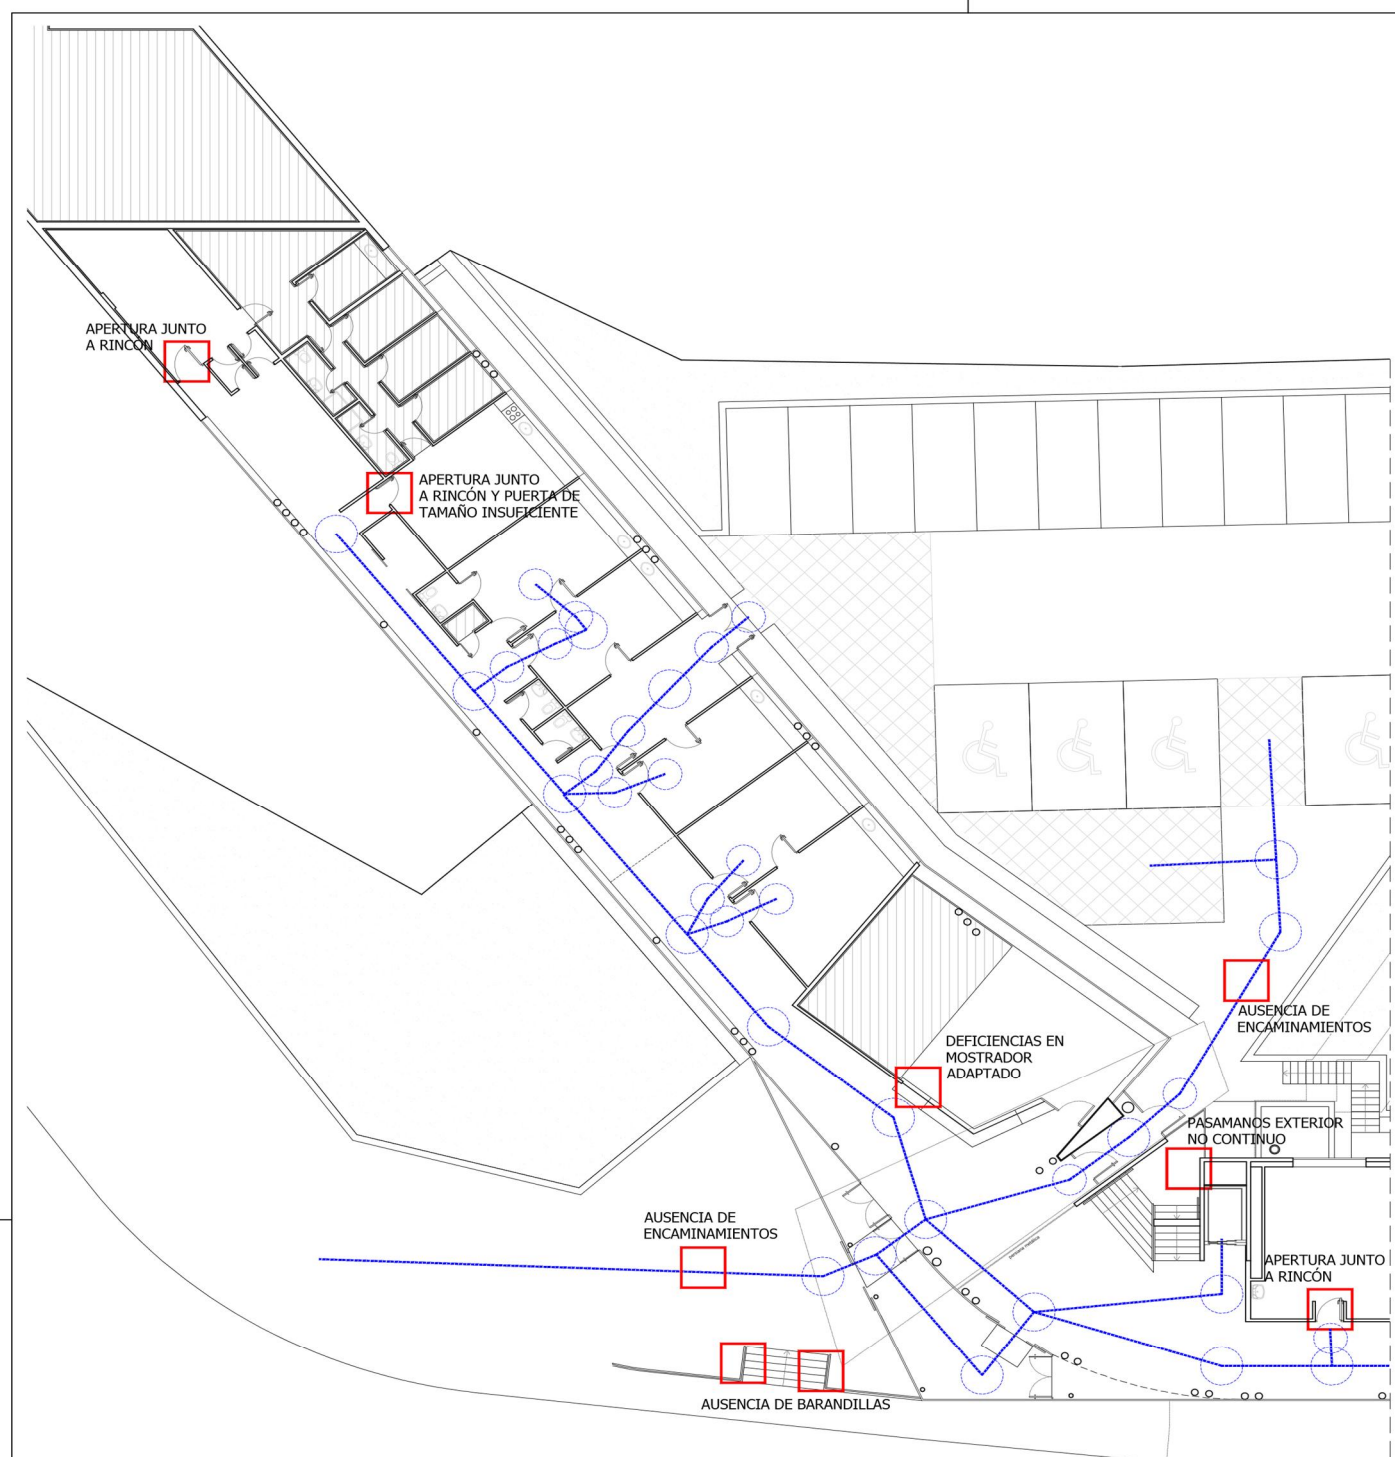 APERTURA JUNTO
A RINCÓN
APERTURA JUNTO
A RINCÓN Y PUERTA DE
TAMAÑO INSUFICIENTE
AUSENCIA DE
ENCAMINAMIENTOS
DEFICIENCIAS EN
MOSTRADOR
ADAPTADO
PASAMANOS EXTERIOR
NO CONTINUO
AUSENCIA DE
ENCAMINAMIENTOS
APERTURA JUNTO
A RINCÓN
AUSENCIA DE BARANDILLAS